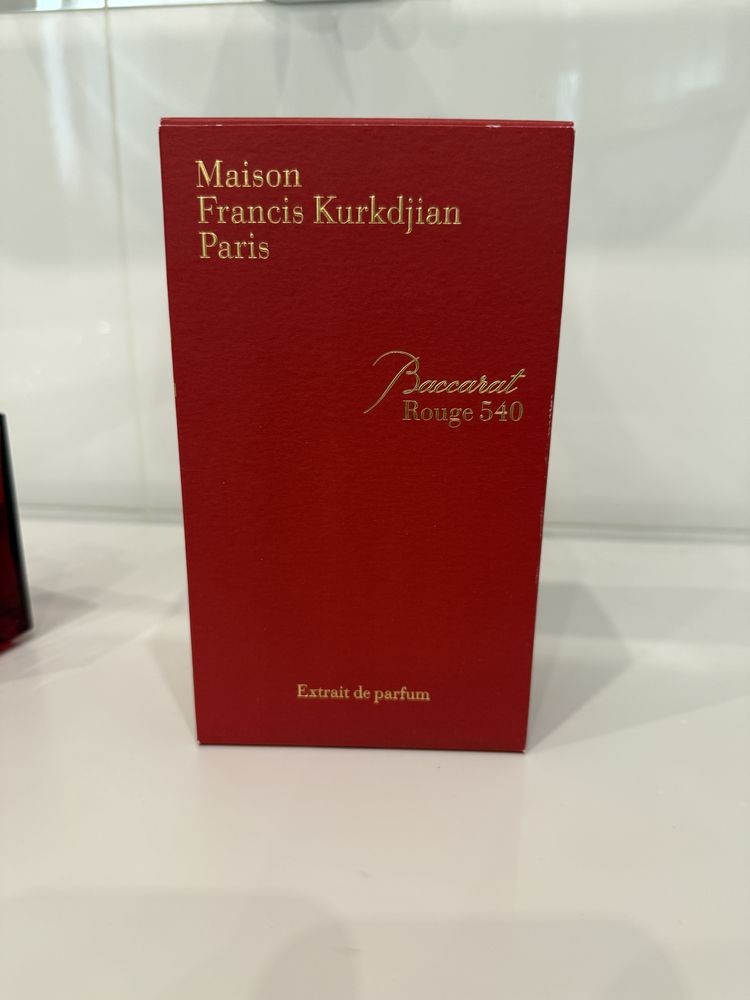 Maison
Francis Kurkdjian
Paris
Baccarat
Rouge 540
Extrait de parfum